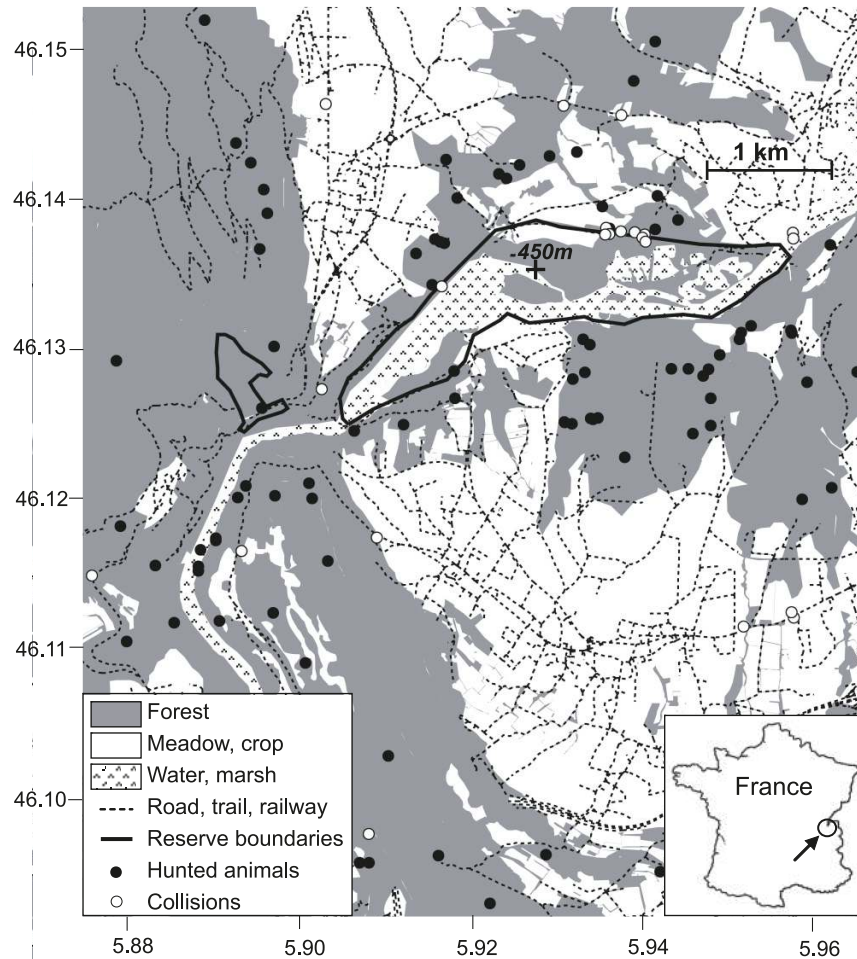 46.15
1 km
46.14
-450m
46.13
46.12
46.11
Forest
Meadow, crop
Water, marsh
46.10
Road, trail, railway
Reserve boundaries
Hunted animals
Collisions
France
5.88
5.90
5.92
5.94
5.96